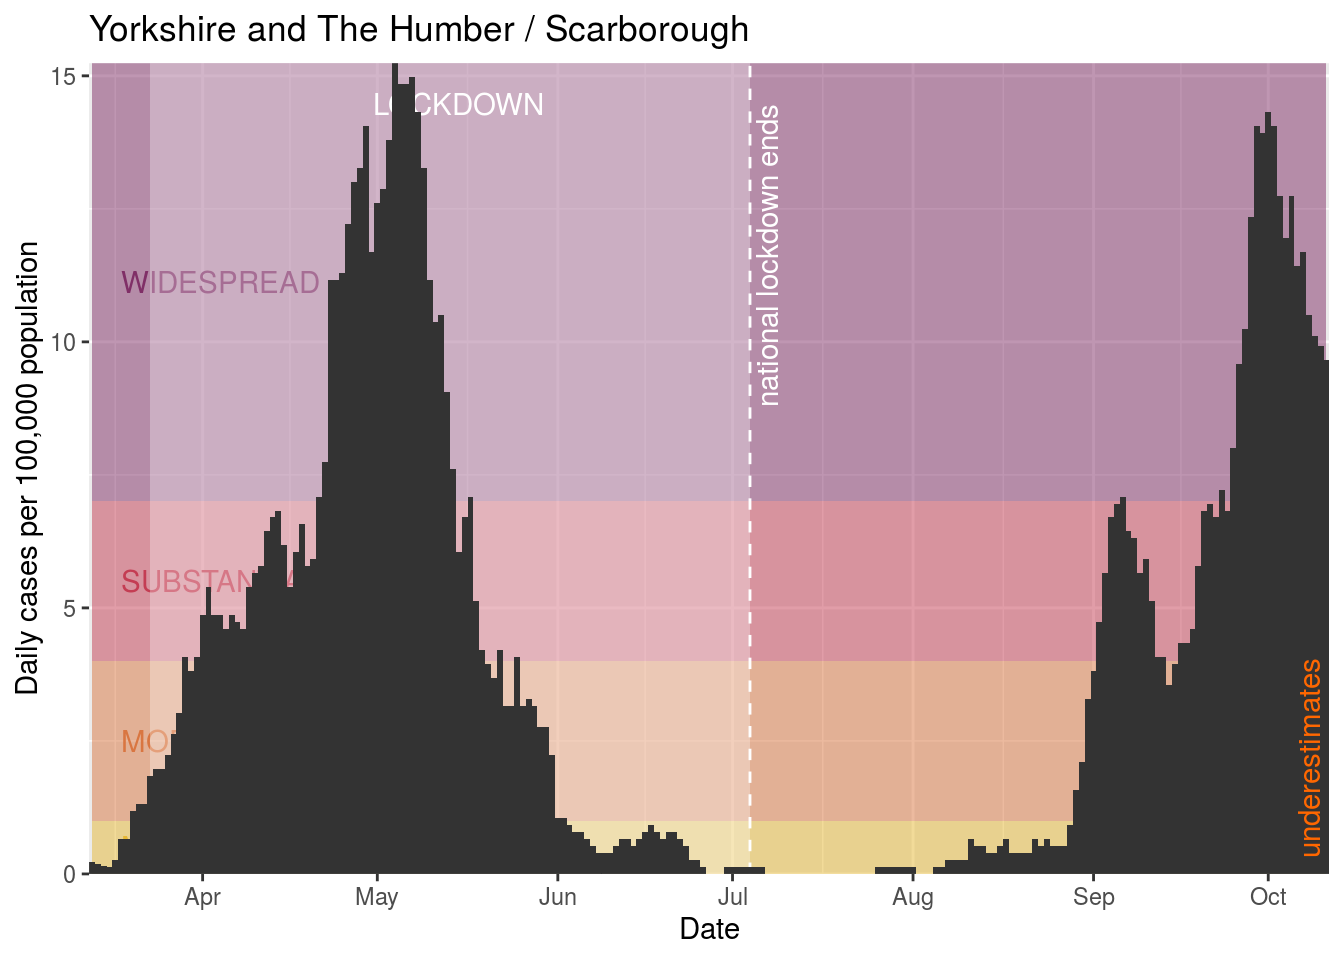 Yorkshire and The Humber / Scarborough
15
LOCKDOWN
national lockdown ends
WIDESPREAD
10
Daily cases per 100,000 population
5
underestimates
0
Apr May Jun Jul Aug Sep Oct
Date